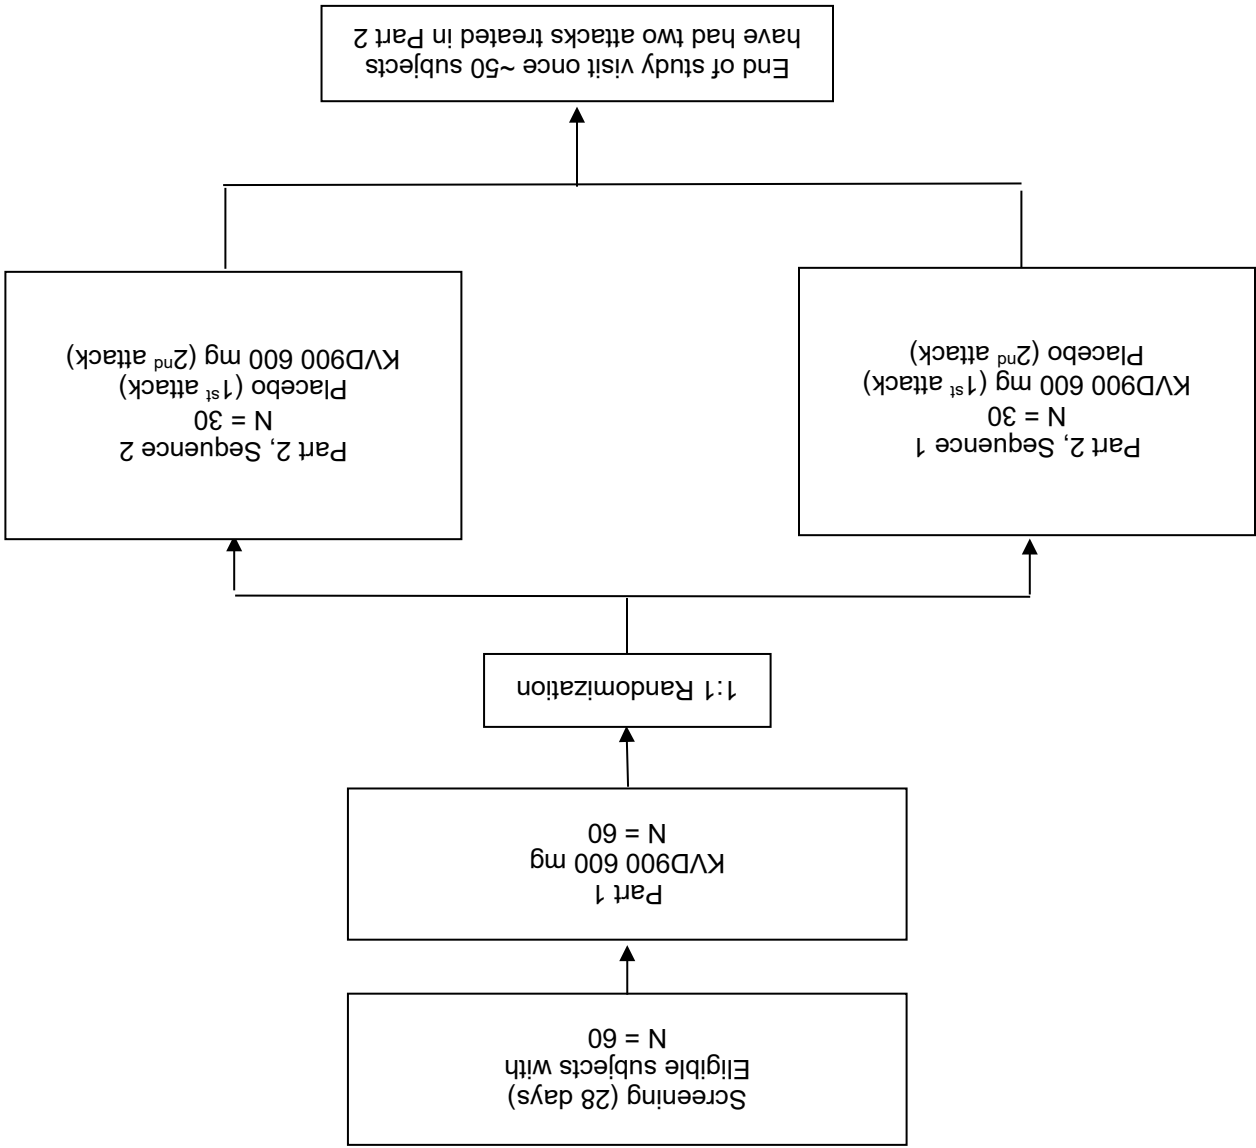 Screening (28 days)
Eligible subjects with
N = 60
Part 1
KVD900 600 mg
N = 60
1:1 Randomization
Part 2, Sequence 1
N = 30
KVD900 600 mg (1st attack)
Placebo (2nd attack)
Part 2, Sequence 2
N = 30
Placebo (1st attack)
KVD900 600 mg (2nd attack)
End of study visit once ~50 subjects
have had two attacks treated in Part 2